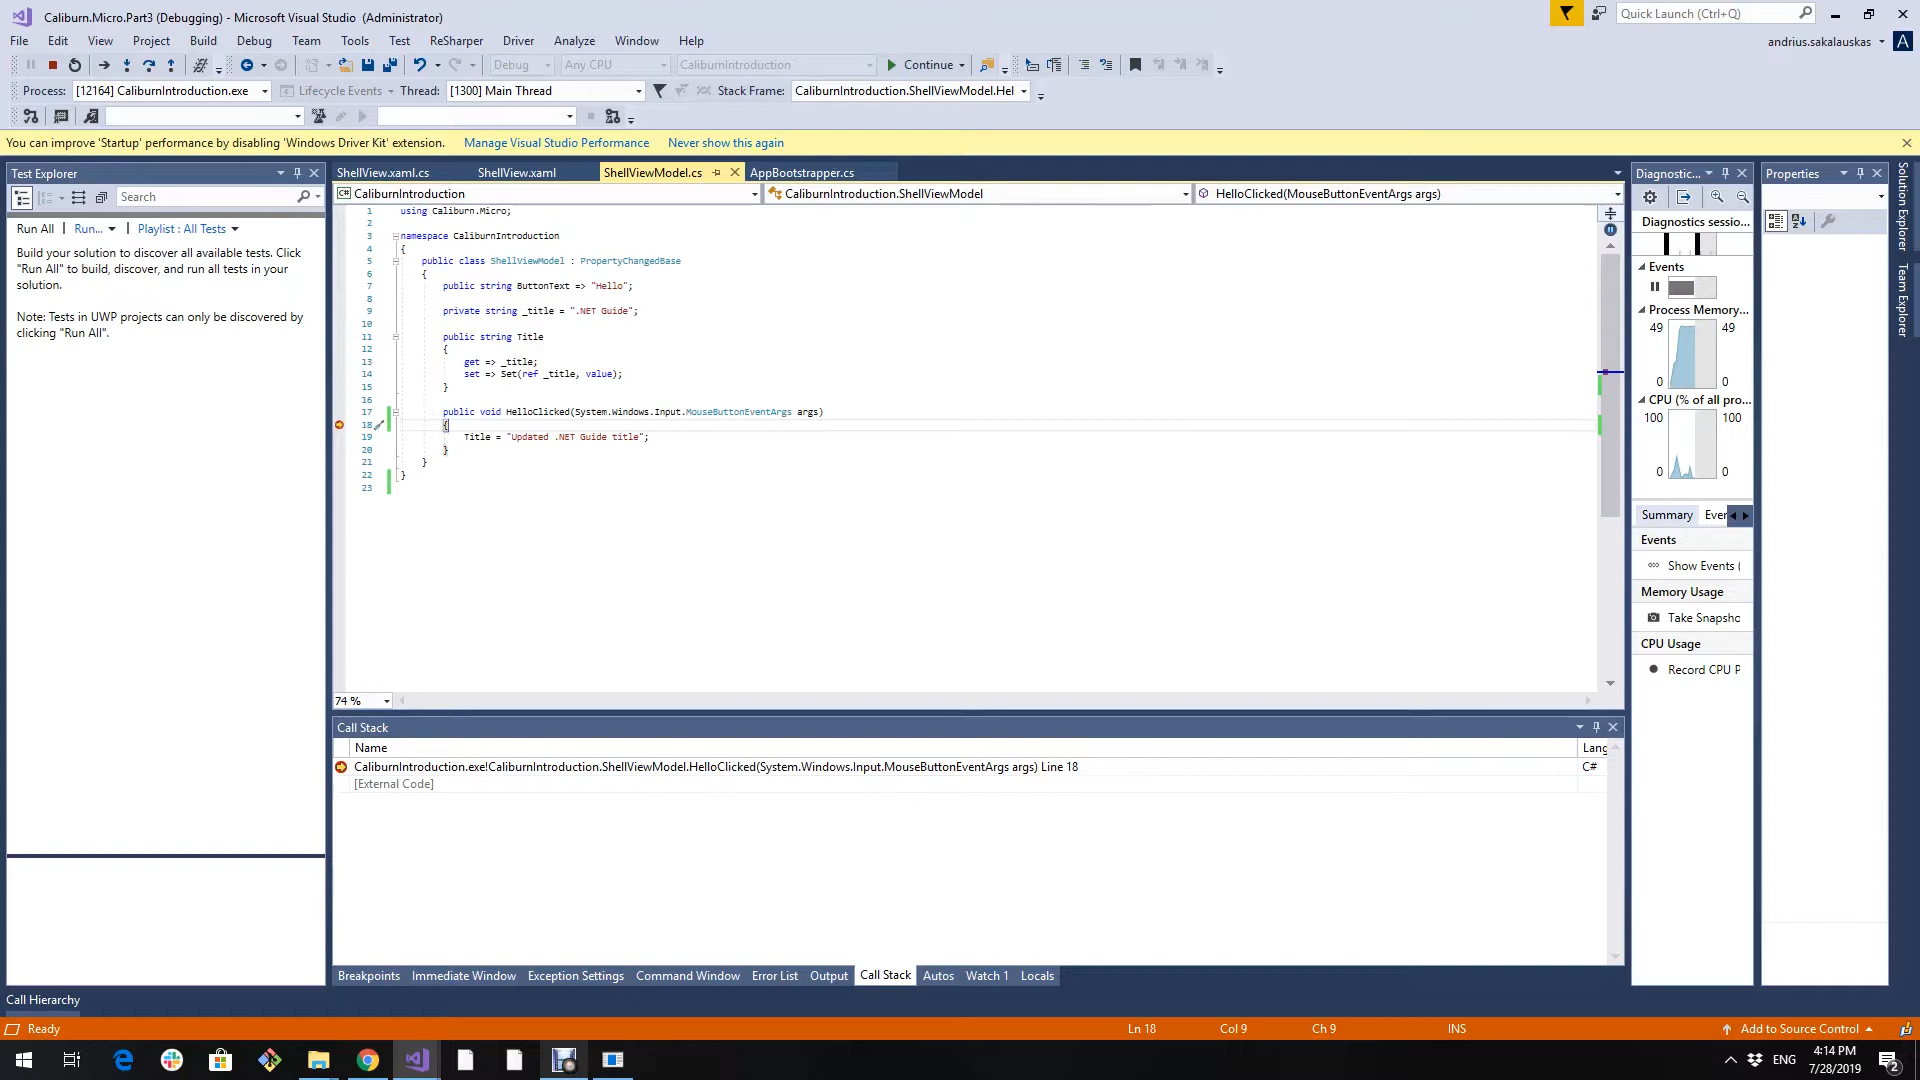 Caliburn.Micro.Part3 (Debugging) - Microsoft Visual Studio (Administrator)
Quick Launch (Ctrl+Q)
File Edit View Project Build Debug Team Tools Test ReSharper Driver Analyze Window Help
andrius.sakalauskas A
Debug Any CPU CaliburnIntroduction Continue
Process: [12164] CaliburnIntroduction.exe Lifecycle Events Thread: [1300] Main Thread Stack Frame: CaliburnIntroduction.ShellViewModel.Hel
You can improve 'Startup' performance by disabling 'Windows Driver Kit' extension. Manage Visual Studio Performance Never show this again
Test Explorer
Search
Run All Run... Playlist : All Tests
Build your solution to discover all available tests. Click
"Run All" to build, discover, and run all tests in your
solution.
Note: Tests in UWP projects can only be discovered by
clicking "Run All".
ShellView.xaml.cs ShellView.xaml ShellViewModel.cs AppBootstrapper.cs
CaliburnIntroduction CaliburnIntroduction.ShellViewModel HelloClicked(MouseButtonEventArgs args)
1 using Caliburn.Micro;
2
3 namespace CaliburnIntroduction
4 {
5 public class ShellViewModel : PropertyChangedBase
6 {
7 public string ButtonText => "Hello";
8
9 private string _title = ".NET Guide";
10
11 public string Title
12 {
13 get => _title;
14 set => Set(ref _title, value);
15 }
16
17 public void HelloClicked(System.Windows.Input.MouseButtonEventArgs args)
18 {
19 Title = "Updated .NET Guide title";
20 }
21 }
22 }
23
74 %
Call Stack
Name Lang
CaliburnIntroduction.exe!CaliburnIntroduction.ShellViewModel.HelloClicked(System.Windows.Input.MouseButtonEventArgs args) Line 18 C#
[External Code]
Breakpoints Immediate Window Exception Settings Command Window Error List Output Call Stack Autos Watch 1 Locals
Diagnostic...
Diagnostics sessio...
Events
Process Memory...
49 49
0 0
CPU (% of all pro...
100 100
0 0
Summary Ever
Events
Show Events (
Memory Usage
Take Snapshc
CPU Usage
Record CPU P
Properties
Solution Explorer
Team Explorer
Call Hierarchy
Ready Ln 18 Col 9 Ch 9 INS Add to Source Control
ENG 4:14 PM
7/28/2019
2